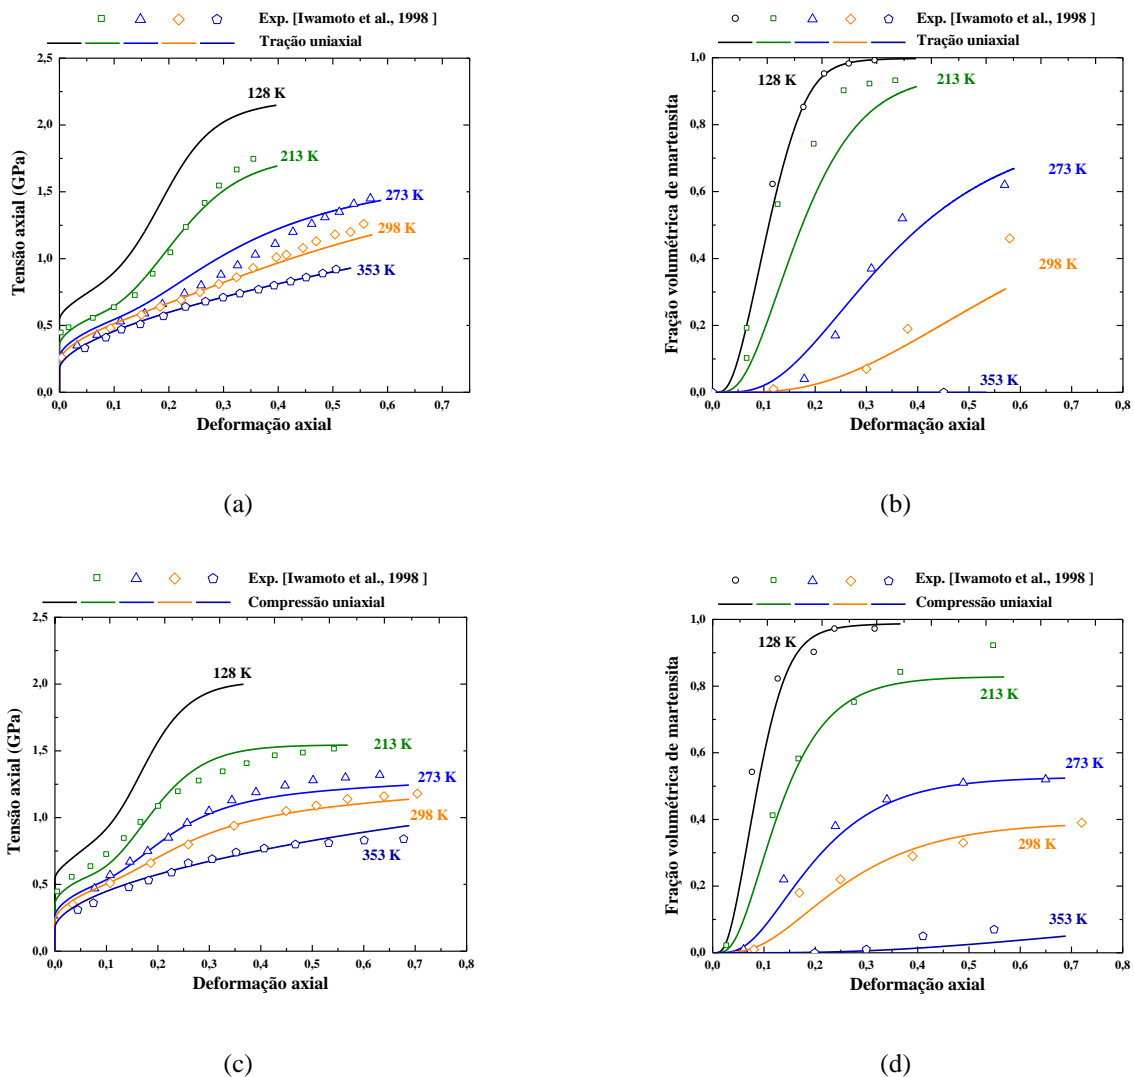 Exp. [Iwamoto et al., 1998 ]
Tração uniaxial
2,5
2,0
1,5
1,0
0,5
0,0
Tensão axial (GPa)
128 K
213 K
273 K
298 K
353 K
0,0 0,1 0,2 0,3 0,4 0,5 0,6 0,7
Deformação axial
(a)
Exp. [Iwamoto et al., 1998 ]
Tração uniaxial
1,0
0,8
0,6
0,4
0,2
0,0
Fração volumétrica de martensita
128 K
213 K
273 K
298 K
353 K
0,0 0,1 0,2 0,3 0,4 0,5 0,6 0,7 0,8
Deformação axial
(b)
Exp. [Iwamoto et al., 1998 ]
Compressão uniaxial
2,5
2,0
1,5
1,0
0,5
0,0
Tensão axial (GPa)
128 K
213 K
273 K
298 K
353 K
0,0 0,1 0,2 0,3 0,4 0,5 0,6 0,7 0,8
Deformação axial
(c)
Exp. [Iwamoto et al., 1998 ]
Compressão uniaxial
1,0
0,8
0,6
0,4
0,2
0,0
Fração volumétrica de martensita
128 K
213 K
273 K
298 K
353 K
0,0 0,1 0,2 0,3 0,4 0,5 0,6 0,7 0,8
Deformação axial
(d)